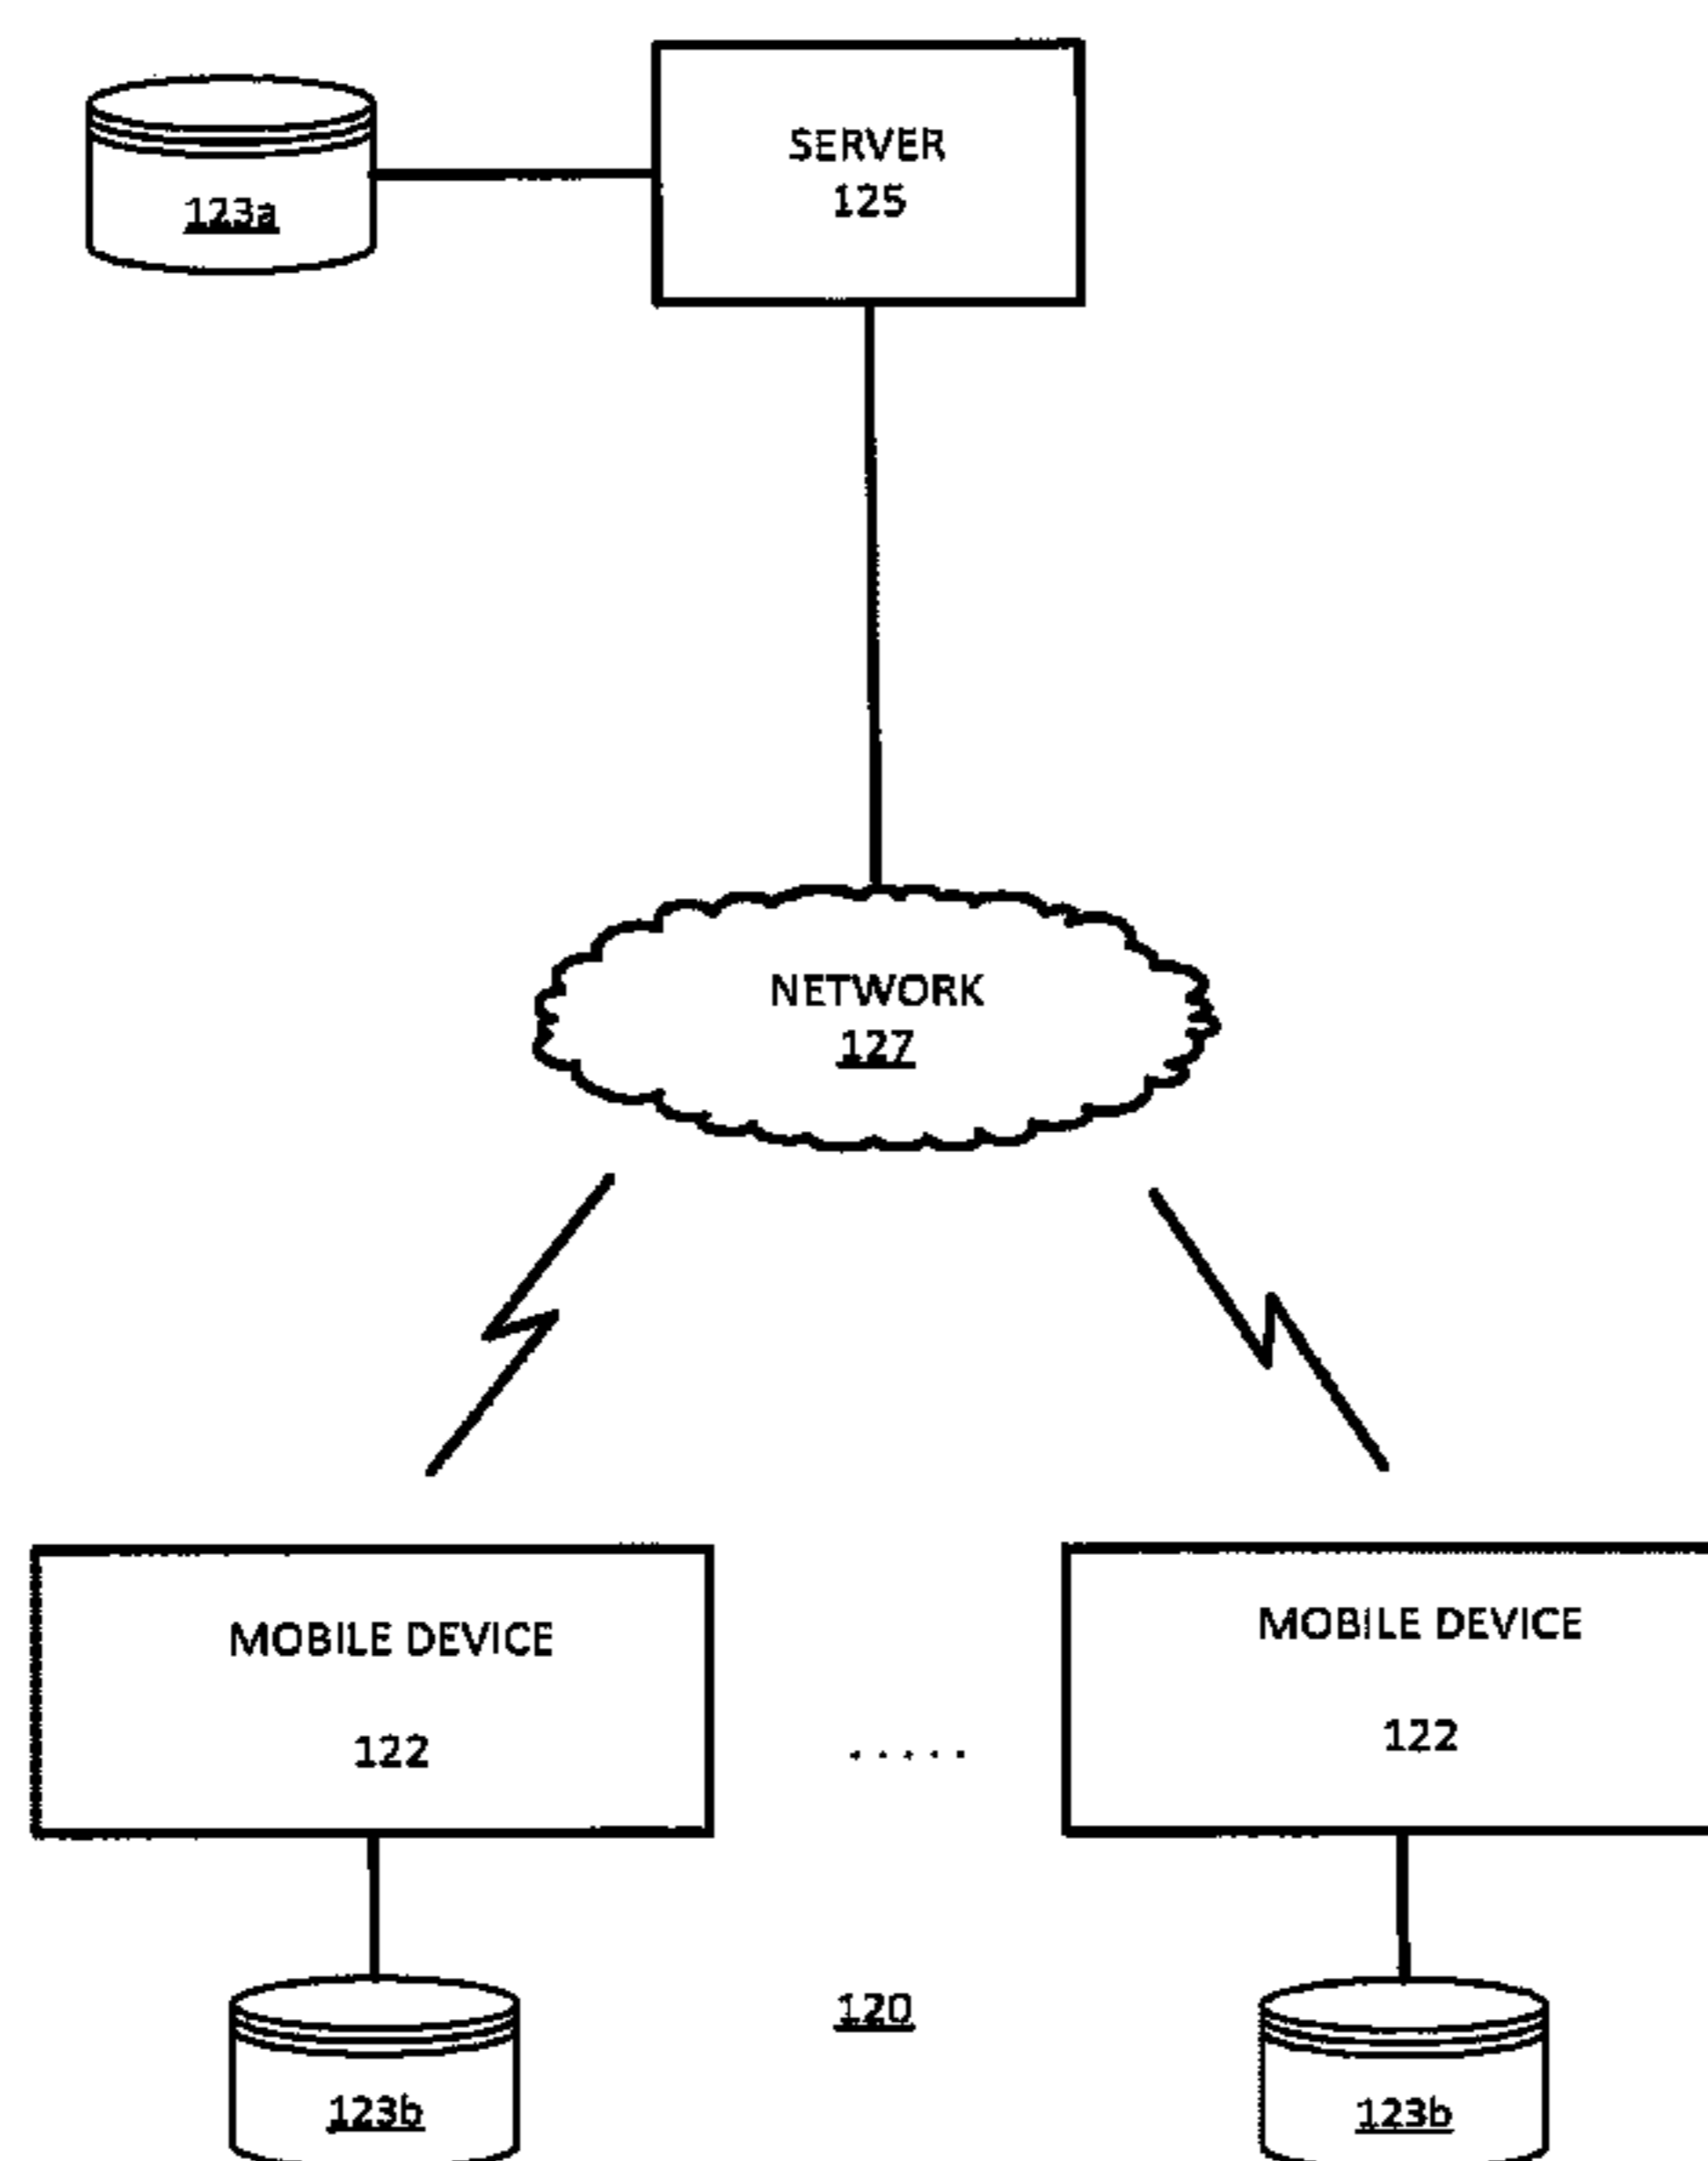 SERVER
125
123a
NETWORK
127
MOBILE DEVICE
122
.....
MOBILE DEVICE
122
120
123b
123b